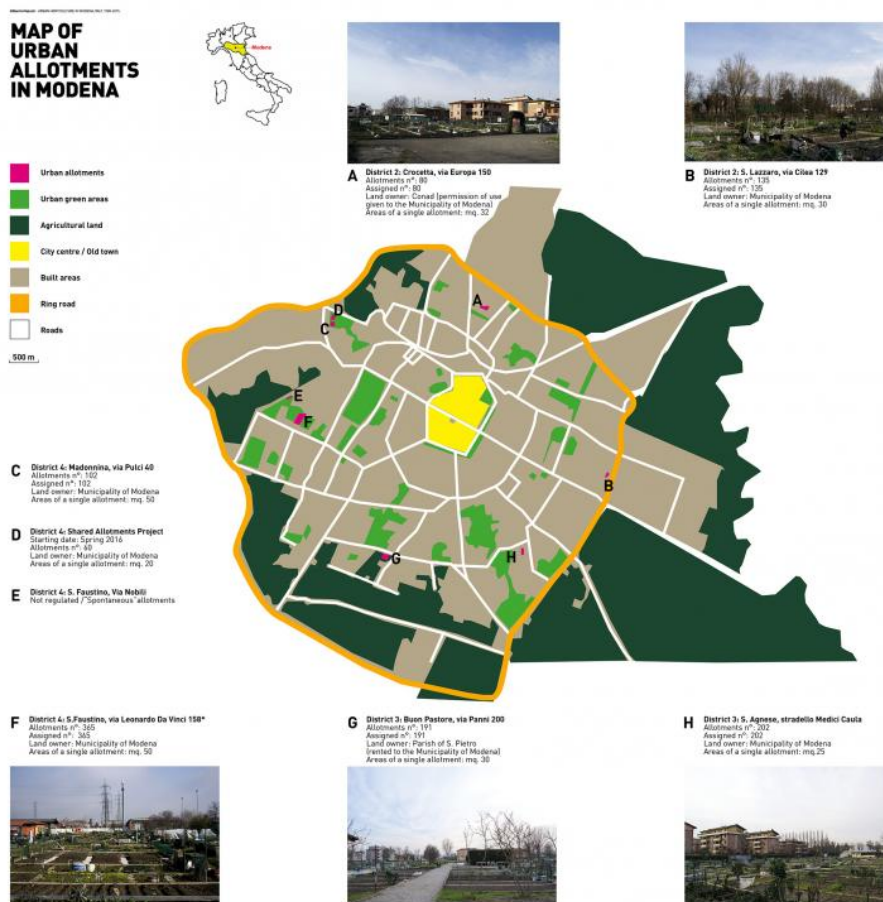 MAP OF
URBAN
ALLOTMENTS
IN MODENA
Modena
Urban allotments
Urban green areas
Agricultural land
City centre / Old town
Built areas
Ring road
Roads
500 m
A District 2: Crocetta, via Europa 150
Allotments n°: 80
Assigned n°: 80
Land owner: Conad (permission of use
given to the Municipality of Modena)
Areas of a single allotment: mq. 32
B District 2: S. Lazzaro, via Cilea 129
Allotments n°: 135
Assigned n°: 135
Land owner: Municipality of Modena
Areas of a single allotment: mq. 30
A
D
C
E
F
B
G
H
C District 4: Madonnina, via Pulci 40
Allotments n°: 102
Assigned n°: 102
Land owner: Municipality of Modena
Areas of a single allotment: mq. 50
D District 4: Shared Allotments Project
Starting date: Spring 2016
Allotments n°: 60
Land owner: Municipality of Modena
Areas of a single allotment: mq. 20
E District 4: S. Faustino, Via Nobili
Not regulated / "Spontaneous" allotments
F District 4: S.Faustino, via Leonardo Da Vinci 158*
Allotments n°: 365
Assigned n°: 365
Land owner: Municipality of Modena
Areas of a single allotment: mq. 50
G District 3: Buon Pastore, via Panni 200
Allotments n°: 191
Assigned n°: 191
Land owner: Parish of S. Pietro
(rented to the Municipality of Modena)
Areas of a single allotment: mq. 30
H District 3: S. Agnese, stradello Medici Caula
Allotments n°: 202
Assigned n°: 202
Land owner: Municipality of Modena
Areas of a single allotment: mq.25